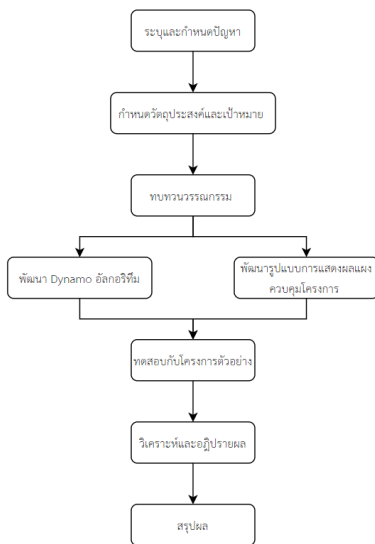 ระบุและกำหนดปัญหา
กำหนดวัตถุประสงค์และเป้าหมาย
ทบทวนวรรณกรรม
พัฒนา Dynamo อัลกอริทึม
พัฒนารูปแบบการแสดงผลแผง
ควบคุมโครงการ
ทดสอบกับโครงการตัวอย่าง
วิเคราะห์และอภิปรายผล
สรุปผล